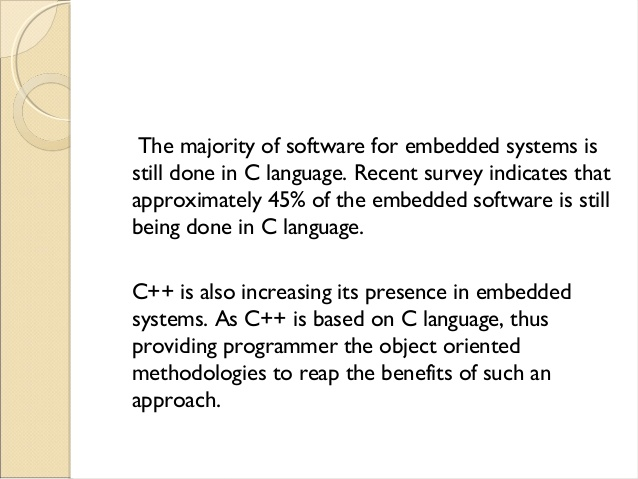 The majority of software for embedded systems is
still done in C language. Recent survey indicates that
approximately 45% of the embedded software is still
being done in C language.
C++ is also increasing its presence in embedded
systems. As C++ is based on C language, thus
providing programmer the object oriented
methodologies to reap the benefits of such an
approach.